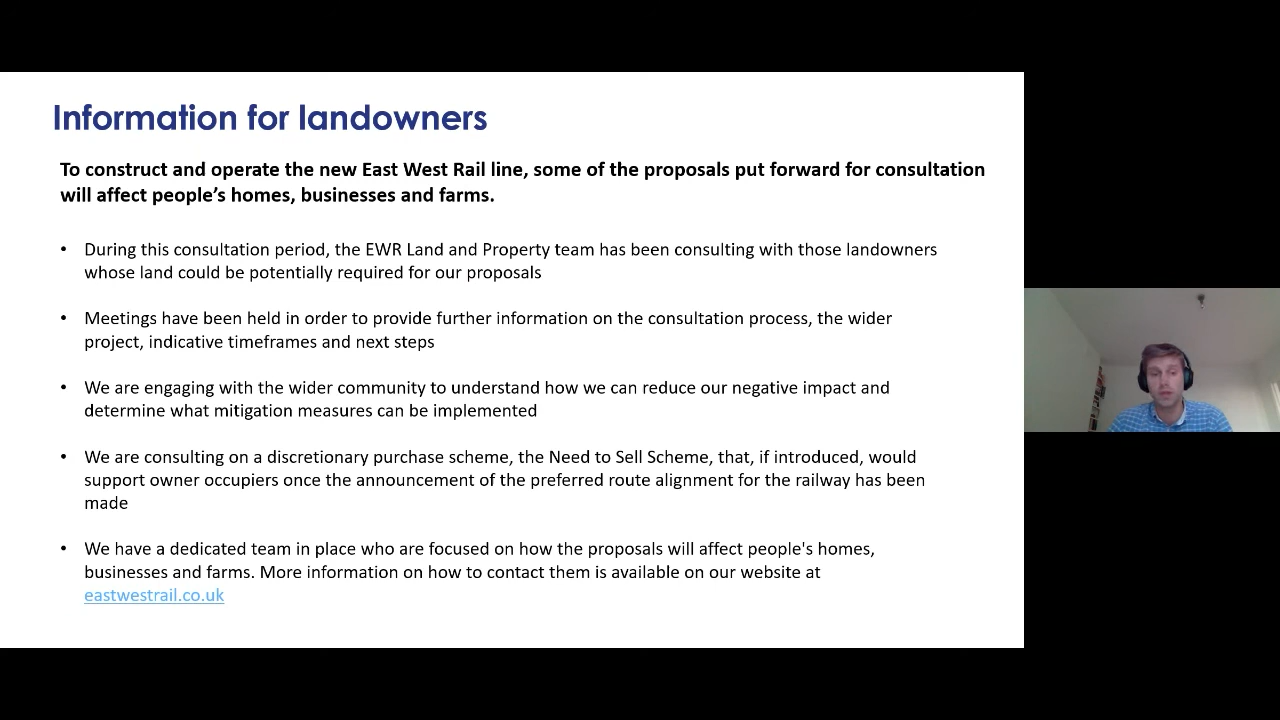 Information for landowners
To construct and operate the new East West Rail line, some of the proposals put forward for consultation
will affect people’s homes, businesses and farms.
• During this consultation period, the EWR Land and Property team has been consulting with those landowners
whose land could be potentially required for our proposals
• Meetings have been held in order to provide further information on the consultation process, the wider
project, indicative timeframes and next steps
• We are engaging with the wider community to understand how we can reduce our negative impact and
determine what mitigation measures can be implemented
• We are consulting on a discretionary purchase scheme, the Need to Sell Scheme, that, if introduced, would
support owner occupiers once the announcement of the preferred route alignment for the railway has been
made
• We have a dedicated team in place who are focused on how the proposals will affect people's homes,
businesses and farms. More information on how to contact them is available on our website at
eastwestrail.co.uk